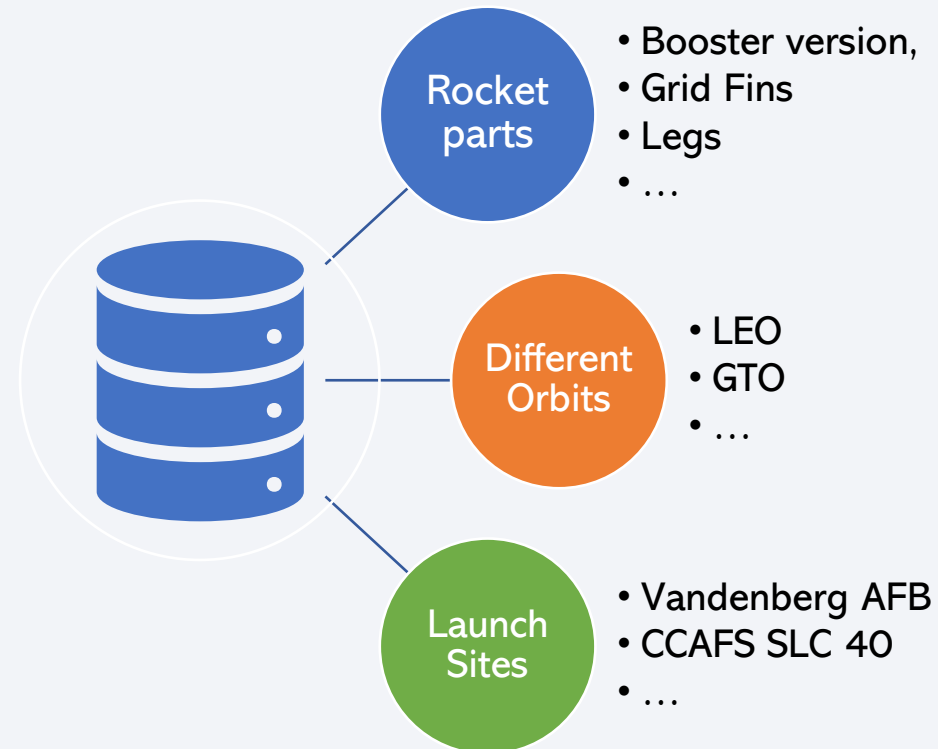 Rocket
parts
• Booster version,
• Grid Fins
• Legs
• ...
Different
Orbits
• LEO
• GTO
• ...
Launch
Sites
• Vandenberg AFB
• CCAFS SLC 40
• ...